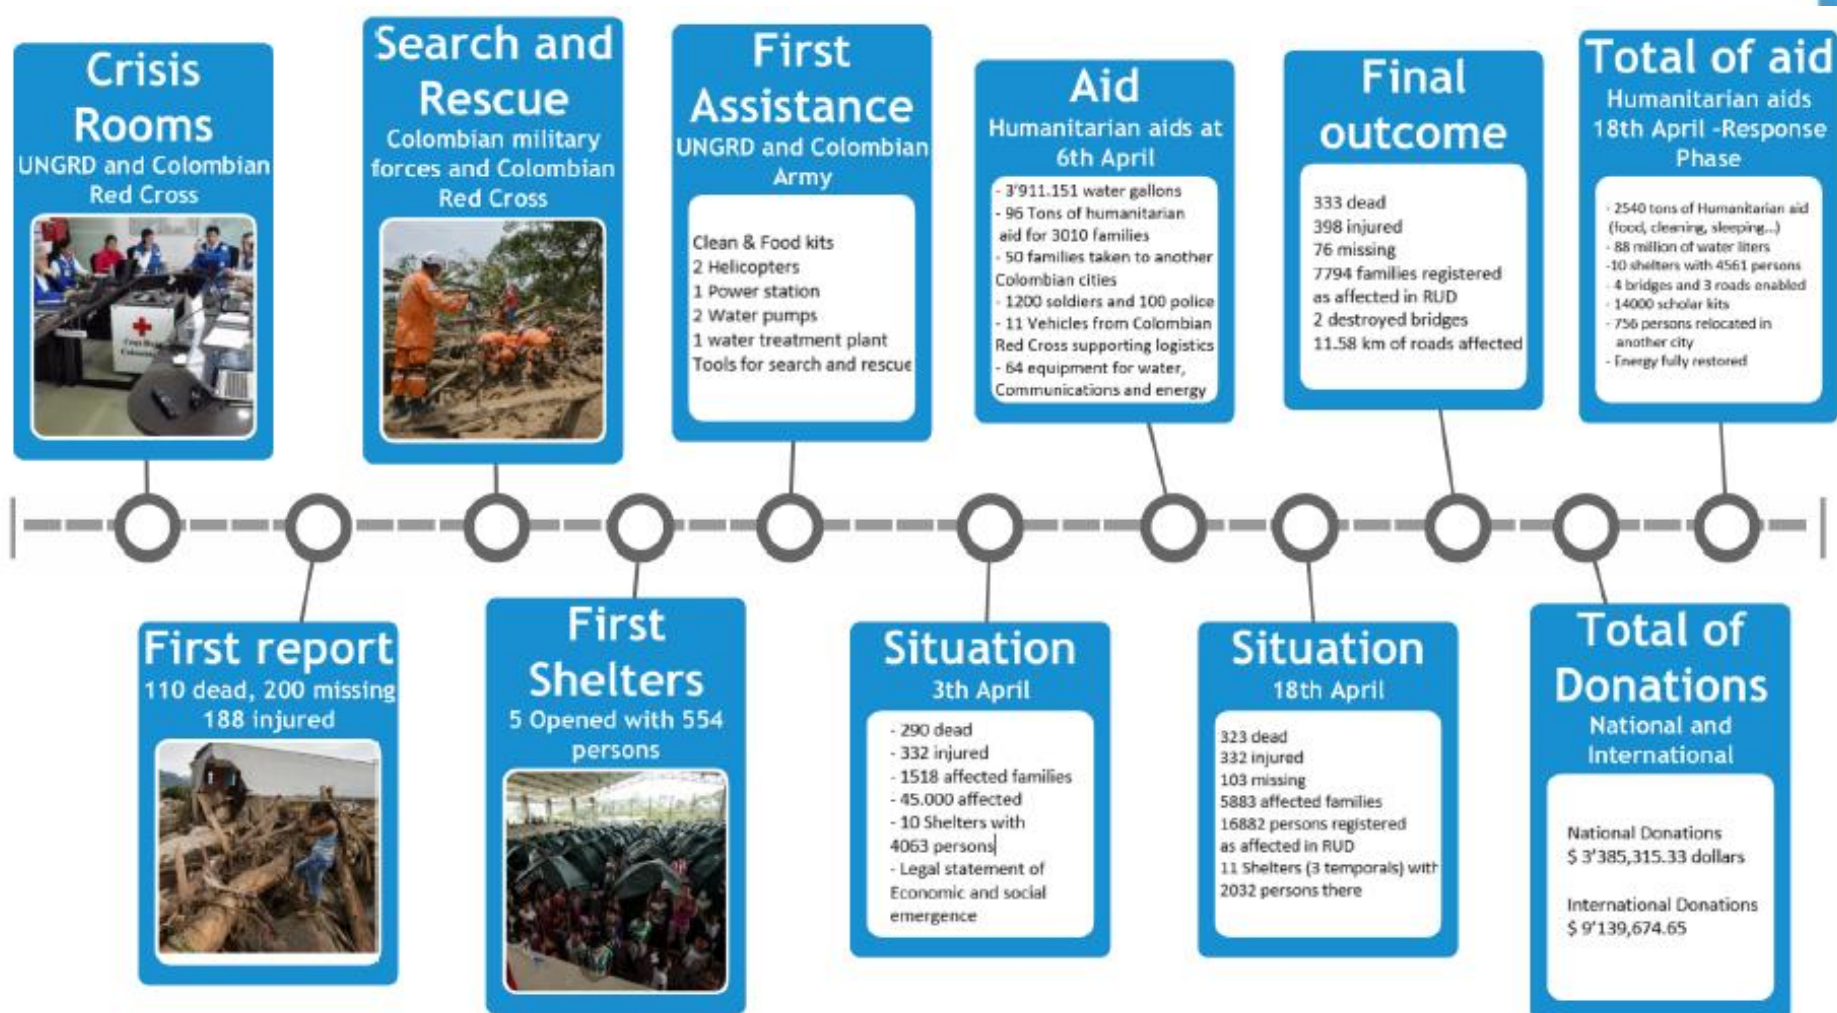 Crisis
Rooms
UNGRD and Colombian
Red Cross
First report
110 dead, 200 missing
188 injured
Search and
Rescue
Colombian military
forces and Colombian
Red Cross
First
Shelters
5 Opened with 554
persons
First
Assistance
UNGRD and Colombian
Army
Clean & Food kits
2 Helicopters
1 Power station
2 Water pumps
1 water treatment plant
Tools for search and rescue
Situation
3th April
- 290 dead
- 332 injured
- 1518 affected families
- 45.000 affected
- 10 Shelters with
4063 persons
- Legal statement of
Economic and social
emergence
Aid
Humanitarian aids at
6th April
- 3'911.151 water gallons
- 96 Tons of humanitarian
aid for 3010 families
- 50 families taken to another
Colombian cities
- 1200 soldiers and 100 police
- 11 Vehicles from Colombian
Red Cross supporting logistics
- 64 equipment for water,
Communications and energy
Situation
18th April
323 dead
332 injured
103 missing
5883 affected families
16882 persons registered
as affected in RUD
11 Shelters (3 temporals) with
2032 persons there
Final
outcome
333 dead
398 injured
76 missing
7794 families registered
as affected in RUD
2 destroyed bridges
11.58 km of roads affected
Total of
Donations
National and
International
National Donations
$ 3'385,315.33 dollars
International Donations
$ 9'139,674.65
Total of aid
Humanitarian aids
18th April -Response
Phase
- 2540 tons of Humanitarian aid
(food, cleaning, sleeping...)
- 88 million of water liters
-10 shelters with 4561 persons
- 4 bridges and 3 roads enabled
- 14000 scholar kits
- 756 persons relocated in
another city
- Energy fully restored